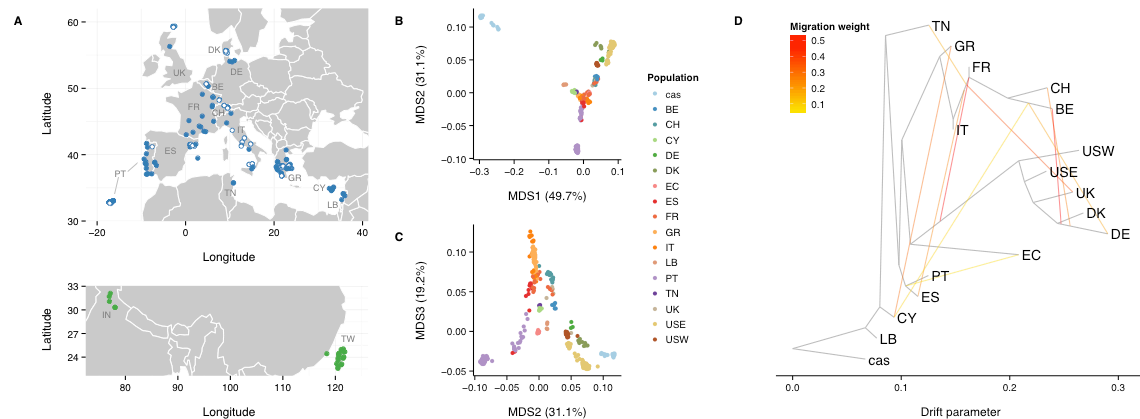 A
60
50
40
30
Latitude
DK
UK
DE
BE
FR
CH
IT
ES
PT
GR
TN
CY
LB
−20
0
20
40
Longitude
33
30
27
24
Latitude
IN
TW
80
90
100
110
120
Longitude
B
0.10
0.05
0.00
−0.05
−0.10
MDS2 (31.1%)
−0.3
−0.2
−0.1
0.0
0.1
MDS1 (49.7%)
C
0.10
0.05
0.00
−0.05
MDS3 (19.2%)
−0.10
−0.05
0.00
0.05
0.10
MDS2 (31.1%)
Population
cas
BE
CH
CY
DE
DK
EC
ES
FR
GR
IT
LB
PT
TN
UK
USE
USW
D
Migration weight
0.5
0.4
0.3
0.2
0.1
TN
GR
FR
CH
BE
IT
USW
USE
UK
DK
DE
EC
PT
ES
CY
LB
cas
0.0
0.1
0.2
0.3
Drift parameter